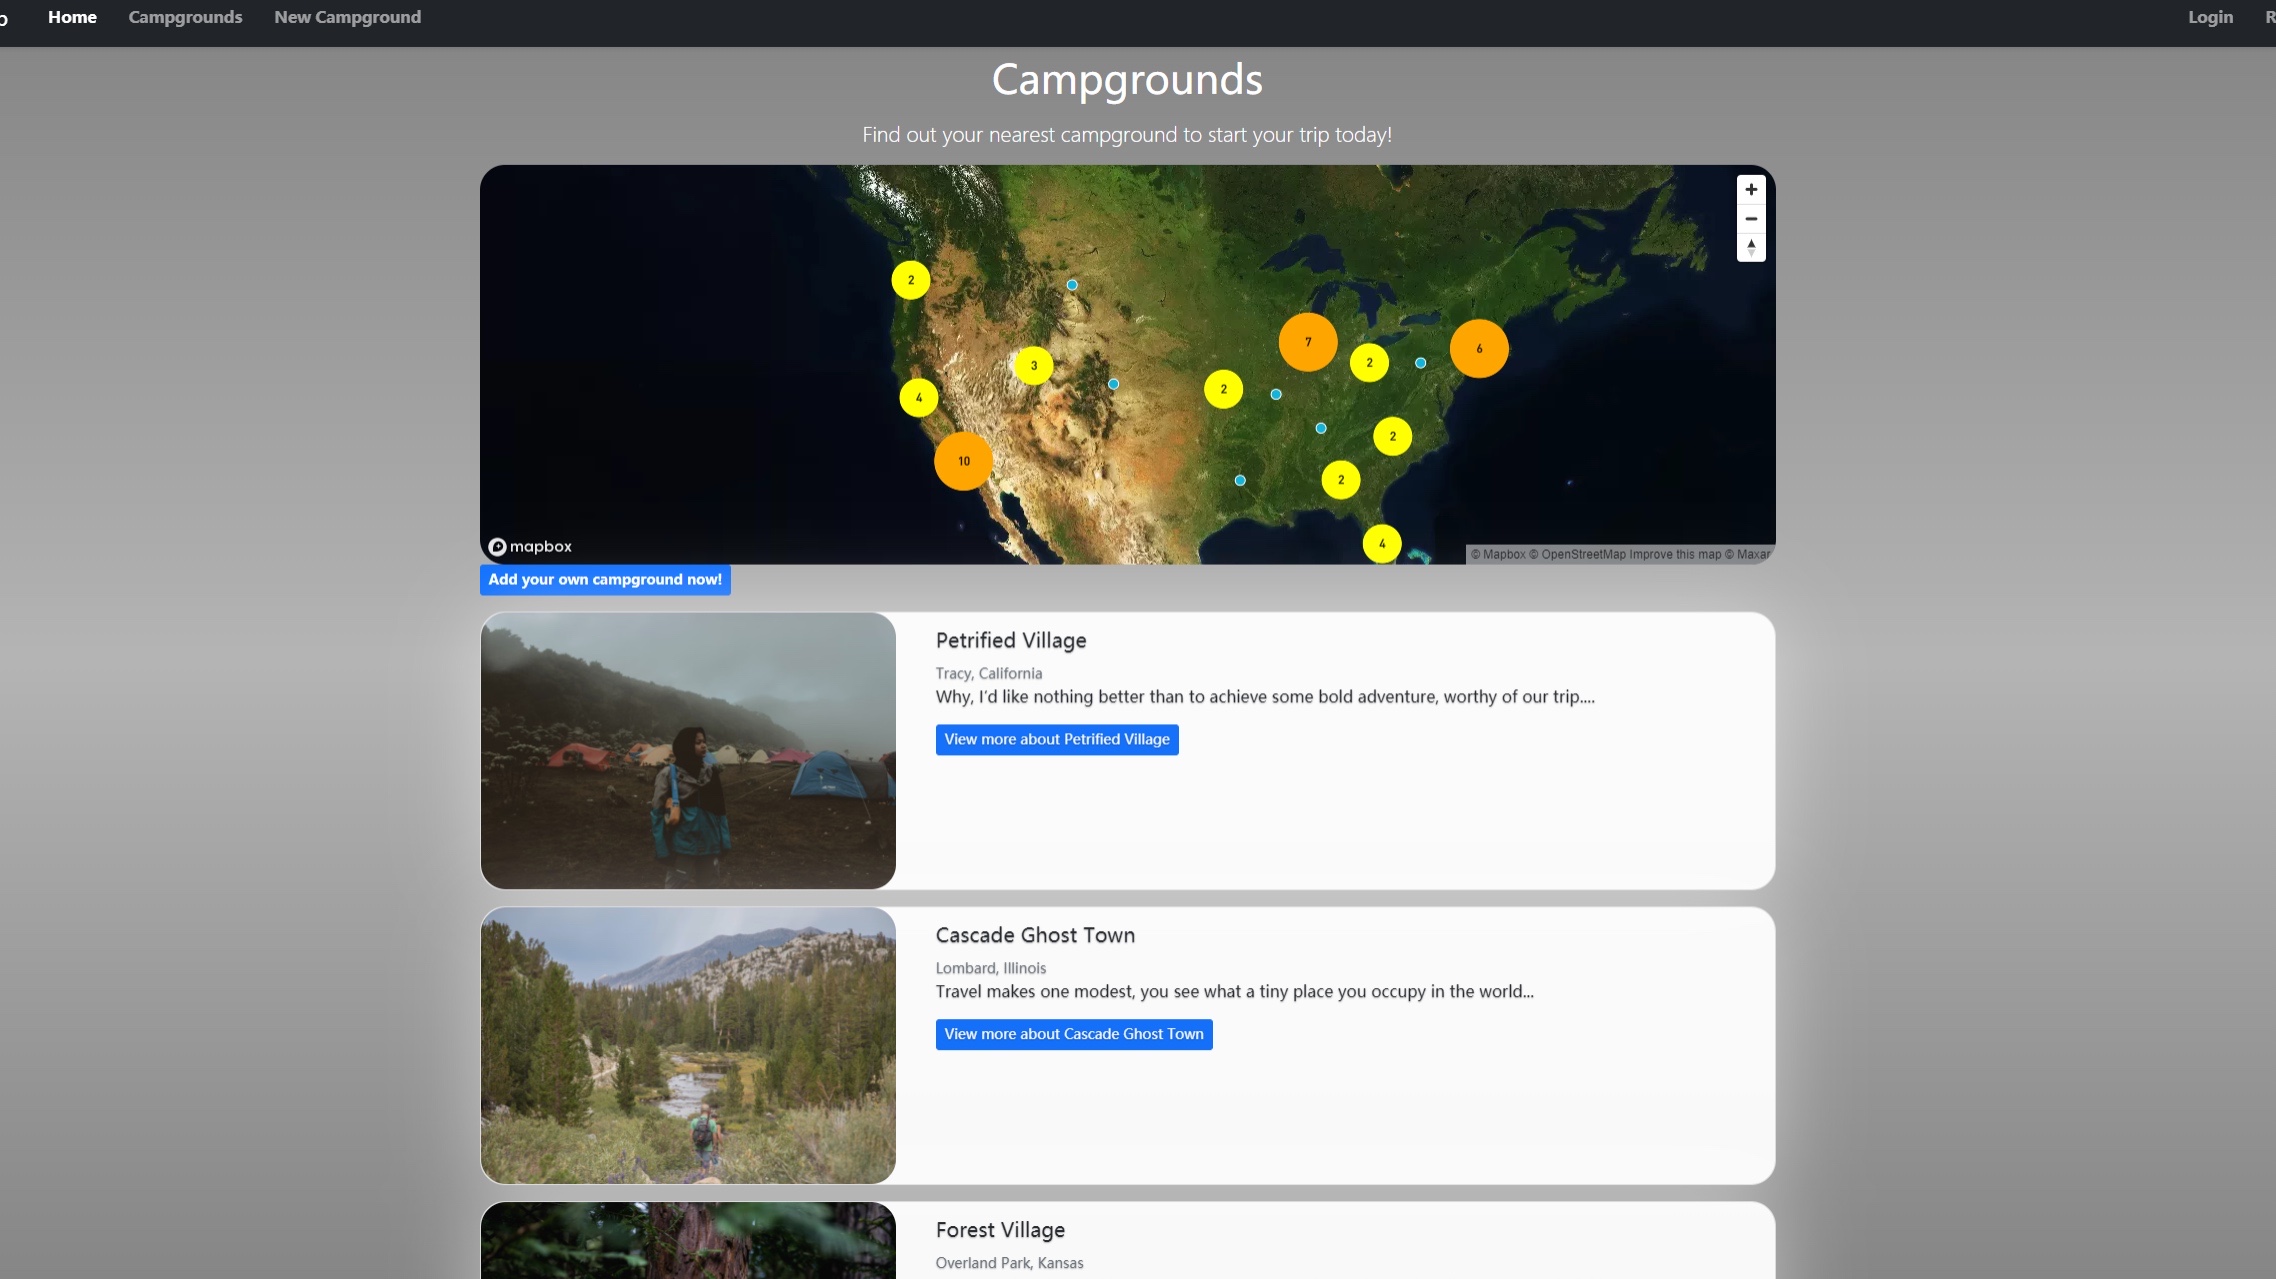 Home Campgrounds New Campground Login
Campgrounds
Find out your nearest campground to start your trip today!
2
7
6
3
2
2
4
2
2
10
2
4
mapbox
© Mapbox © OpenStreetMap Improve this map © Maxar
Add your own campground now!
Petrified Village
Tracy, California
Why, I'd like nothing better than to achieve some bold adventure, worthy of our trip....
View more about Petrified Village
Cascade Ghost Town
Lombard, Illinois
Travel makes one modest, you see what a tiny place you occupy in the world...
View more about Cascade Ghost Town
Forest Village
Overland Park, Kansas